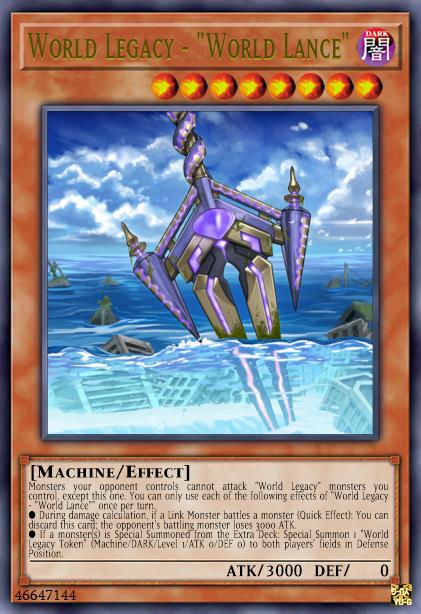 World Legacy - "World Lance"
DARK
闇
[Machine/Effect]
Monsters your opponent controls cannot attack "World Legacy" monsters you
control, except this one. You can only use each of the following effects of "World Legacy
- "World Lance"" once per turn.
● During damage calculation, if a Link Monster battles a monster (Quick Effect): You can
discard this card; the opponent's battling monster loses 3000 ATK.
● If a monster(s) is Special Summoned from the Extra Deck: Special Summon 1 "World
Legacy Token" (Machine/DARK/Level 1/ATK 0/DEF 0) to both players' fields in Defense
Position.
ATK/3000 DEF/ 0
46647144